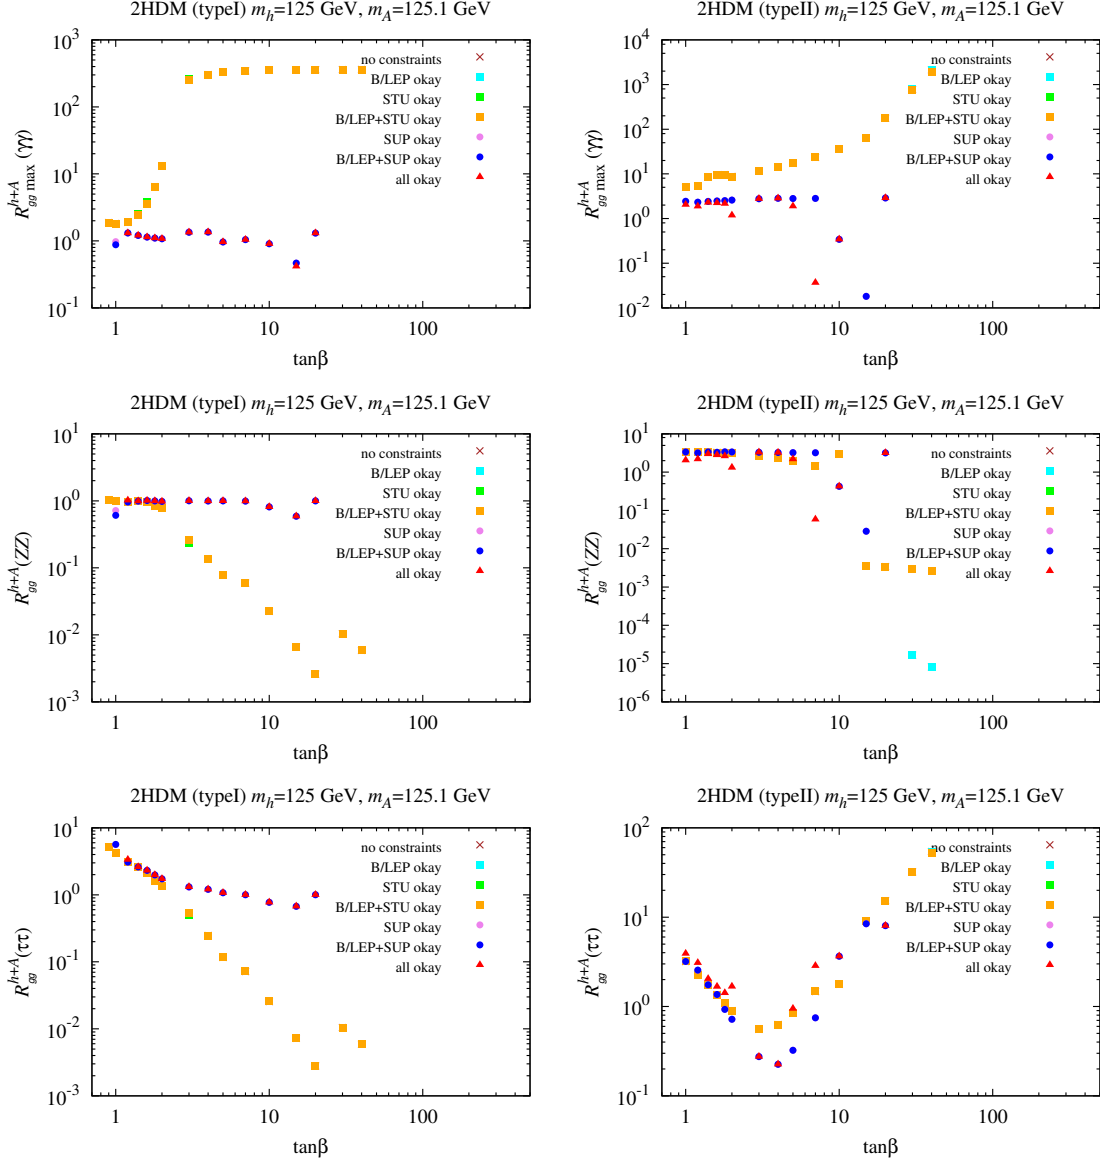 2HDM (typeI) m_h=125 GeV, m_A=125.1 GeV
R_{gg max}^{h+A} (γγ)
10^3
10^2
10^1
10^0
10^-1
1
10
100
tanβ
no constraints
B/LEP okay
STU okay
B/LEP+STU okay
SUP okay
B/LEP+SUP okay
all okay
2HDM (typeII) m_h=125 GeV, m_A=125.1 GeV
R_{gg max}^{h+A} (γγ)
10^4
10^3
10^2
10^1
10^0
10^-1
10^-2
1
10
100
tanβ
no constraints
B/LEP okay
STU okay
B/LEP+STU okay
SUP okay
B/LEP+SUP okay
all okay
2HDM (typeI) m_h=125 GeV, m_A=125.1 GeV
R_{gg}^{h+A}(ZZ)
10^1
10^0
10^-1
10^-2
10^-3
1
10
100
tanβ
no constraints
B/LEP okay
STU okay
B/LEP+STU okay
SUP okay
B/LEP+SUP okay
all okay
2HDM (typeII) m_h=125 GeV, m_A=125.1 GeV
R_{gg}^{h+A}(ZZ)
10^1
10^0
10^-1
10^-2
10^-3
10^-4
10^-5
10^-6
1
10
100
tanβ
no constraints
B/LEP okay
STU okay
B/LEP+STU okay
SUP okay
B/LEP+SUP okay
all okay
2HDM (typeI) m_h=125 GeV, m_A=125.1 GeV
R_{gg}^{h+A}(ττ)
10^1
10^0
10^-1
10^-2
10^-3
1
10
100
tanβ
no constraints
B/LEP okay
STU okay
B/LEP+STU okay
SUP okay
B/LEP+SUP okay
all okay
2HDM (typeII) m_h=125 GeV, m_A=125.1 GeV
R_{gg}^{h+A}(ττ)
10^2
10^1
10^0
10^-1
1
10
100
tanβ
no constraints
B/LEP okay
STU okay
B/LEP+STU okay
SUP okay
B/LEP+SUP okay
all okay